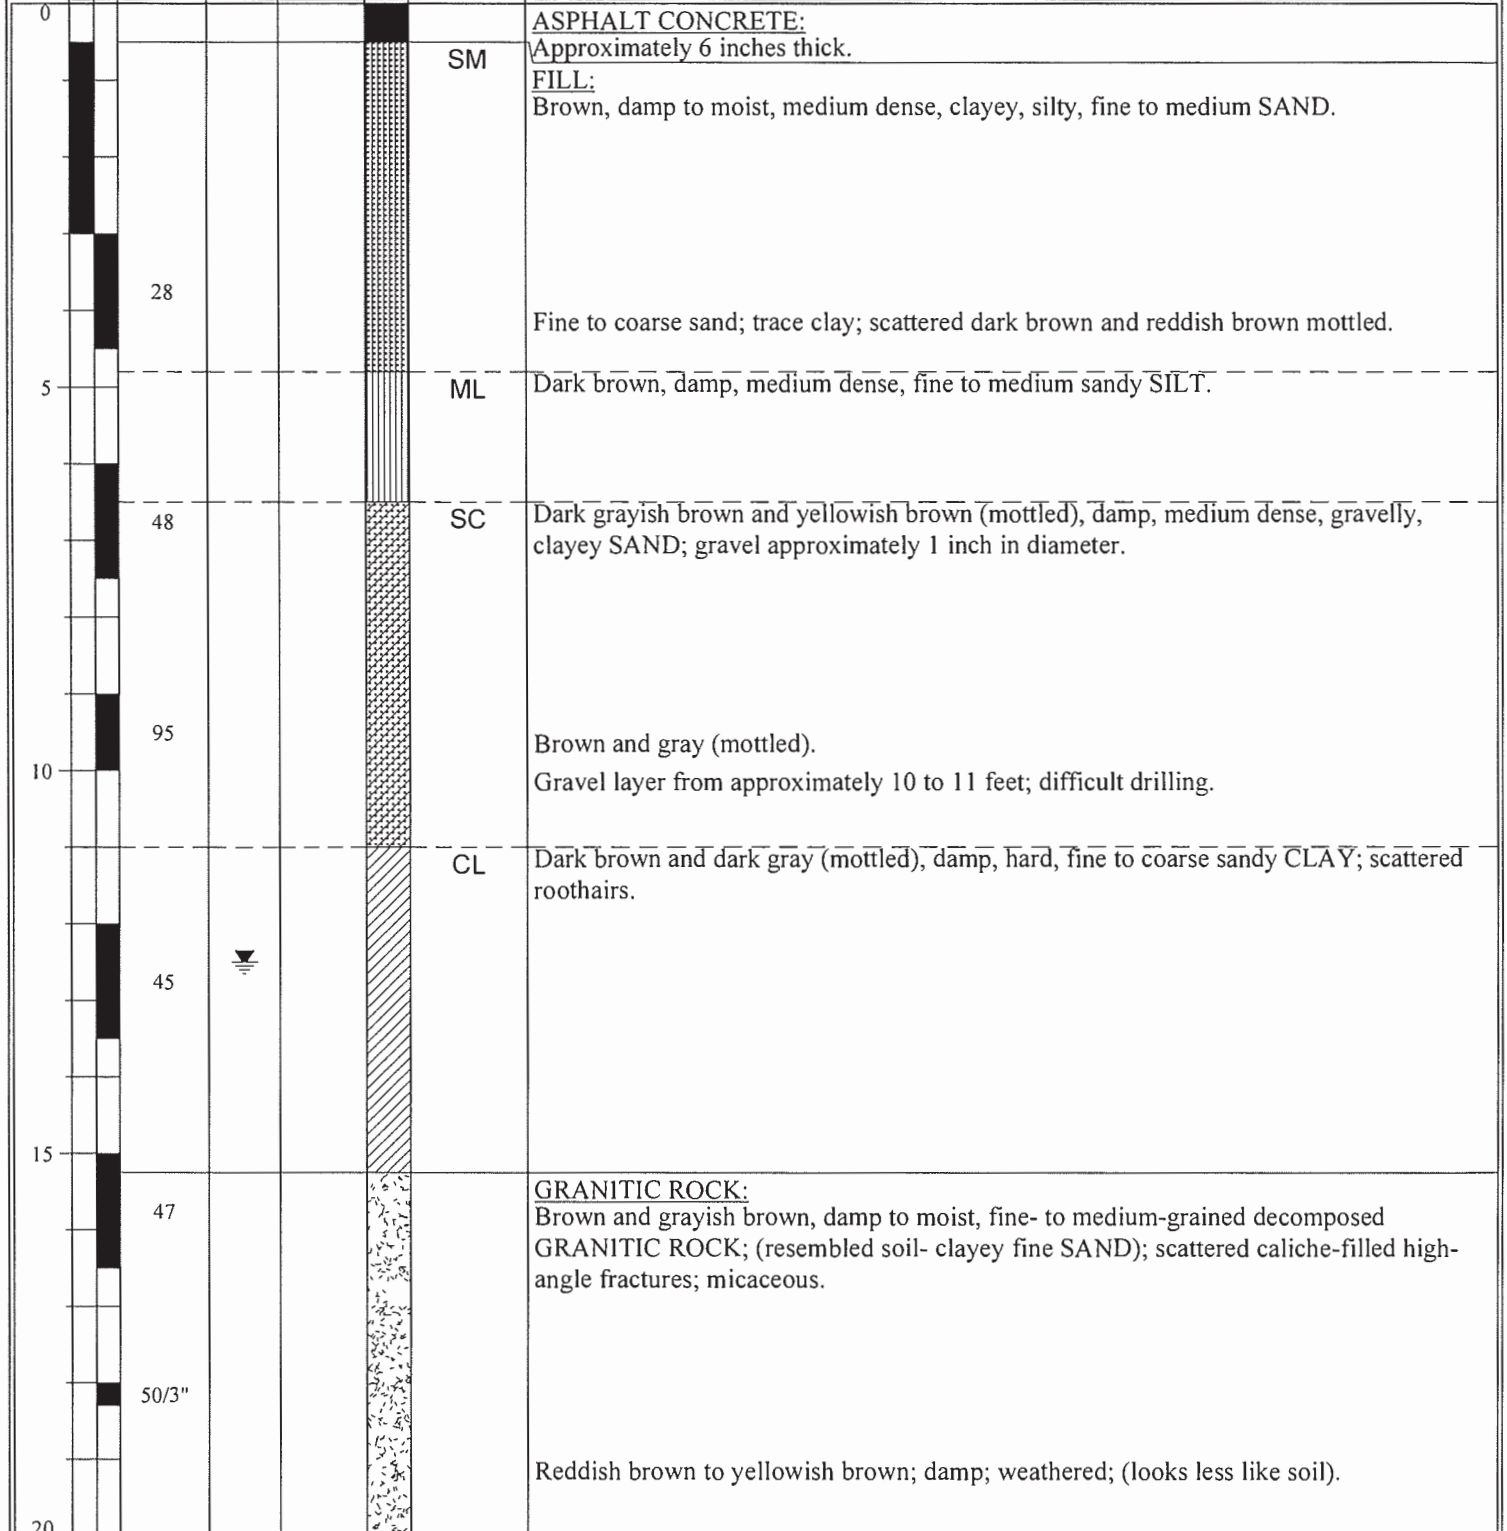 0
ASPHALT CONCRETE:
Approximately 6 inches thick.
SM
FILL:
Brown, damp to moist, medium dense, clayey, silty, fine to medium SAND.
28
Fine to coarse sand; trace clay; scattered dark brown and reddish brown mottled.
5
ML
Dark brown, damp, medium dense, fine to medium sandy SILT.
48
SC
Dark grayish brown and yellowish brown (mottled), damp, medium dense, gravelly,
clayey SAND; gravel approximately 1 inch in diameter.
95
Brown and gray (mottled).
10
Gravel layer from approximately 10 to 11 feet; difficult drilling.
CL
Dark brown and dark gray (mottled), damp, hard, fine to coarse sandy CLAY; scattered
roothairs.
45
15
47
GRANITIC ROCK:
Brown and grayish brown, damp to moist, fine- to medium-grained decomposed
GRANITIC ROCK; (resembled soil- clayey fine SAND); scattered caliche-filled high-
angle fractures; micaceous.
50/3"
Reddish brown to yellowish brown; damp; weathered; (looks less like soil).
20